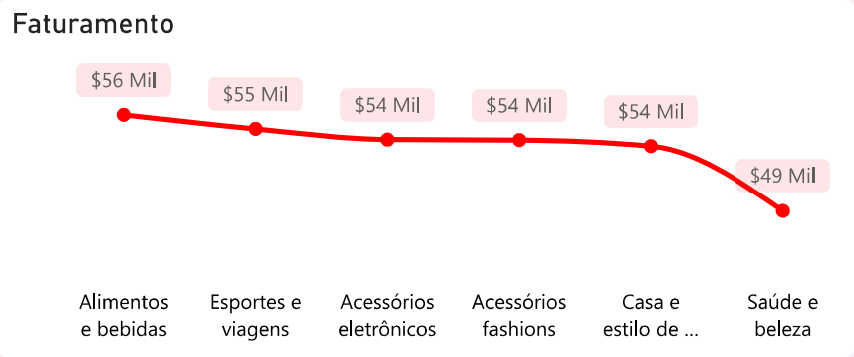 Faturamento
$56 Mil
$55 Mil
$54 Mil
$54 Mil
$54 Mil
$49 Mil
Alimentos
e bebidas
Esportes e
viagens
Acessórios
eletrônicos
Acessórios
fashions
Casa e
estilo de ...
Saúde e
beleza